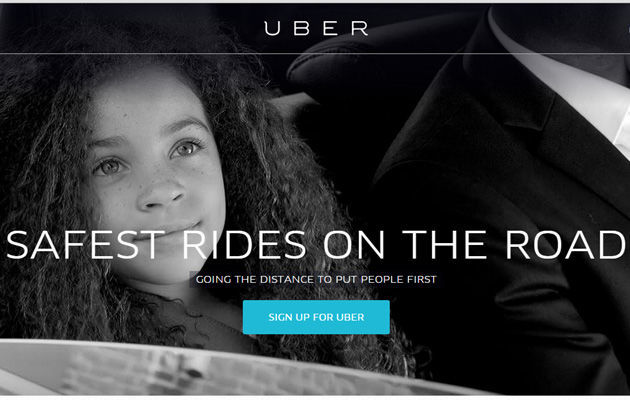 UBER
SAFEST RIDES ON THE ROAD
GOING THE DISTANCE TO PUT PEOPLE FIRST
SIGN UP FOR UBER